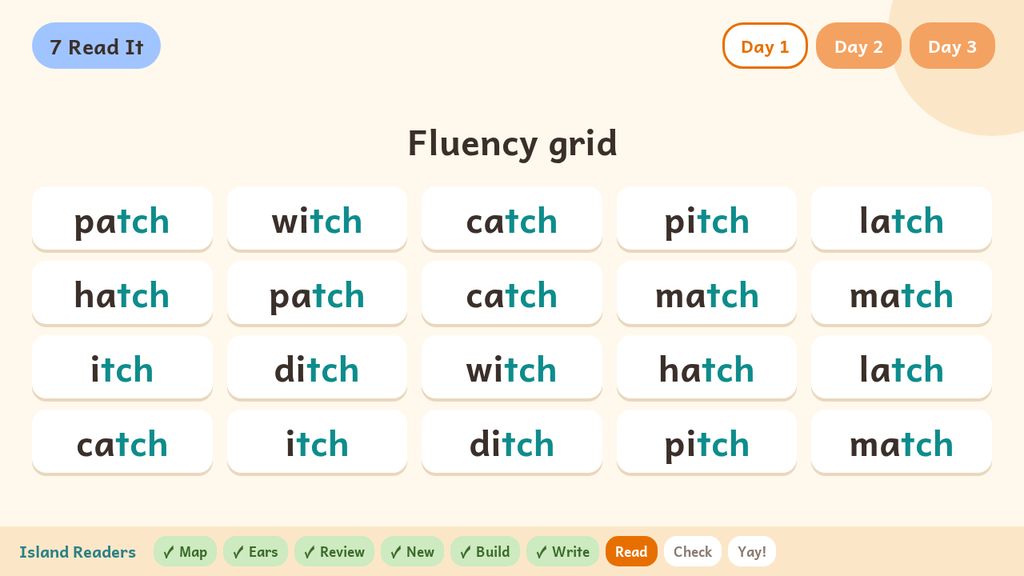 7 Read It
Day 1 Day 2 Day 3
Fluency grid
patch witch catch pitch latch
hatch patch catch match match
itch ditch witch hatch latch
catch itch ditch pitch match
Island Readers ✓ Map ✓ Ears ✓ Review ✓ New ✓ Build ✓ Write Read Check Yay!